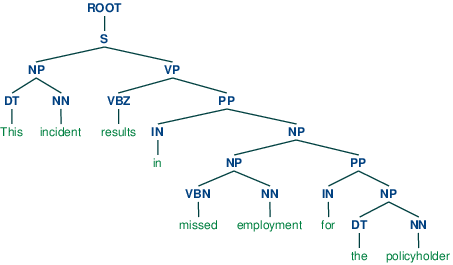 ROOT
S
NP VP
DT NN VBZ PP
This incident results IN NP
in NP PP
VBN NN IN NP
missed employment for DT NN
the policyholder